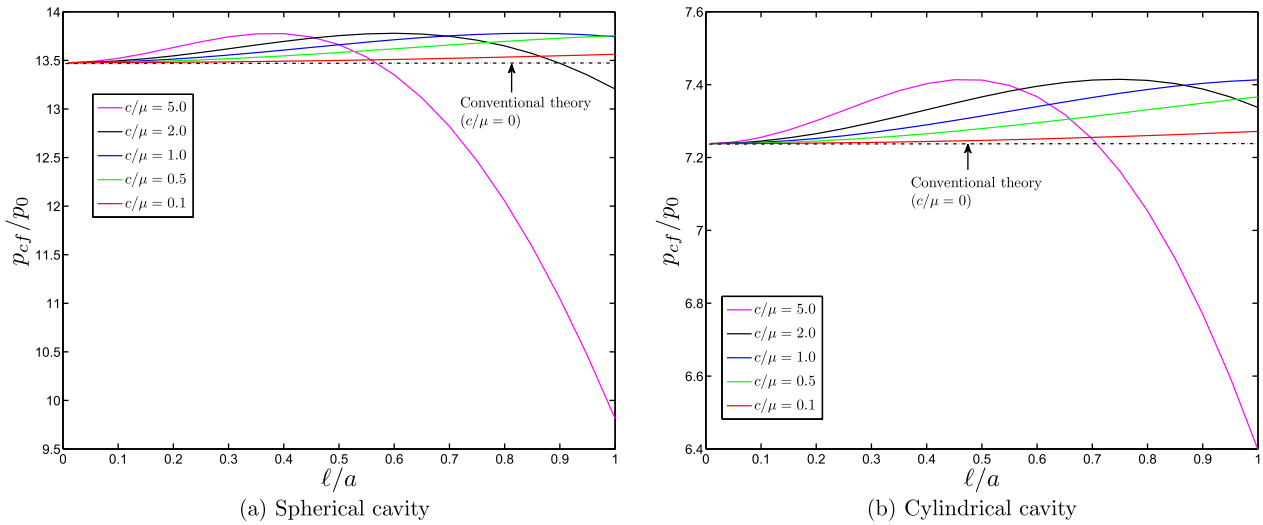 14
13.5
13
12.5
12
11.5
11
10.5
10
9.5
0 0.1 0.2 0.3 0.4 0.5 0.6 0.7 0.8 0.9 1
p_{cf}/p_0
ℓ/a
c/μ = 5.0
c/μ = 2.0
c/μ = 1.0
c/μ = 0.5
c/μ = 0.1
Conventional theory
(c/μ = 0)
(a) Spherical cavity
7.6
7.4
7.2
7
6.8
6.6
6.4
0 0.1 0.2 0.3 0.4 0.5 0.6 0.7 0.8 0.9 1
p_{cf}/p_0
ℓ/a
Conventional theory
(c/μ = 0)
c/μ = 5.0
c/μ = 2.0
c/μ = 1.0
c/μ = 0.5
c/μ = 0.1
(b) Cylindrical cavity